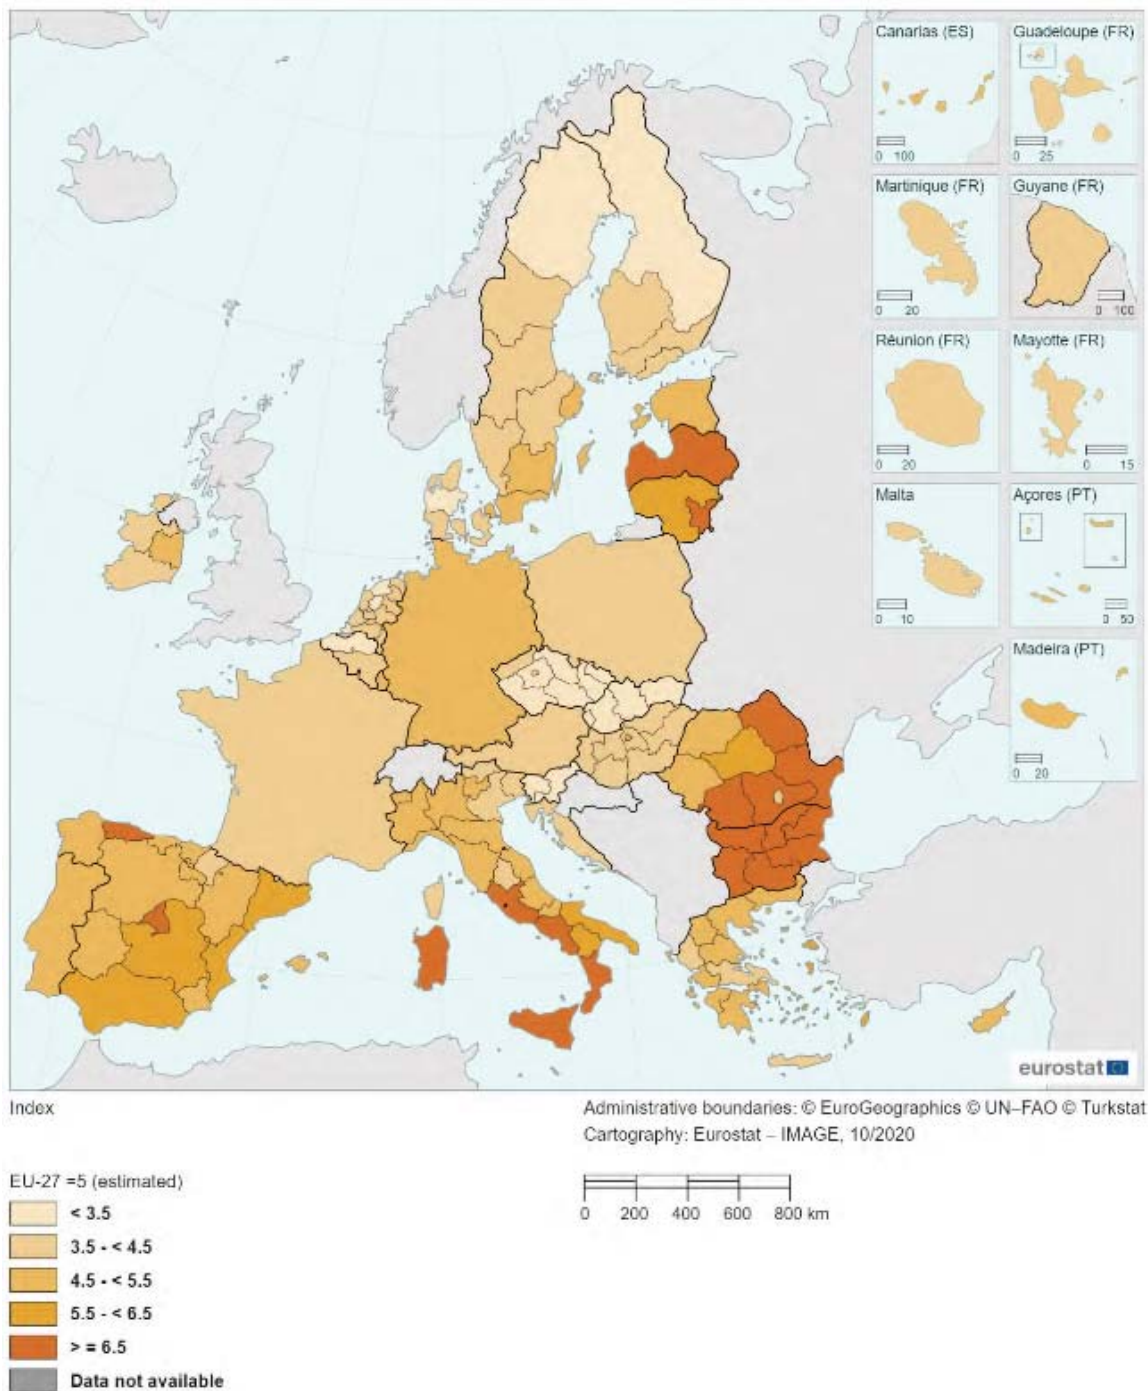 Canarias (ES)
0 100
Guadeloupe (FR)
0 25
Martinique (FR)
0 20
Guyane (FR)
0 100
Réunion (FR)
0 20
Mayotte (FR)
0 15
Malta
0 10
Açores (PT)
0 50
Madeira (PT)
0 20
eurostat
Index
Administrative boundaries: © EuroGeographics © UN–FAO © Turkstat
Cartography: Eurostat – IMAGE, 10/2020
EU-27 =5 (estimated)
< 3.5
3.5 - < 4.5
4.5 - < 5.5
5.5 - < 6.5
> = 6.5
Data not available
0 200 400 600 800 km